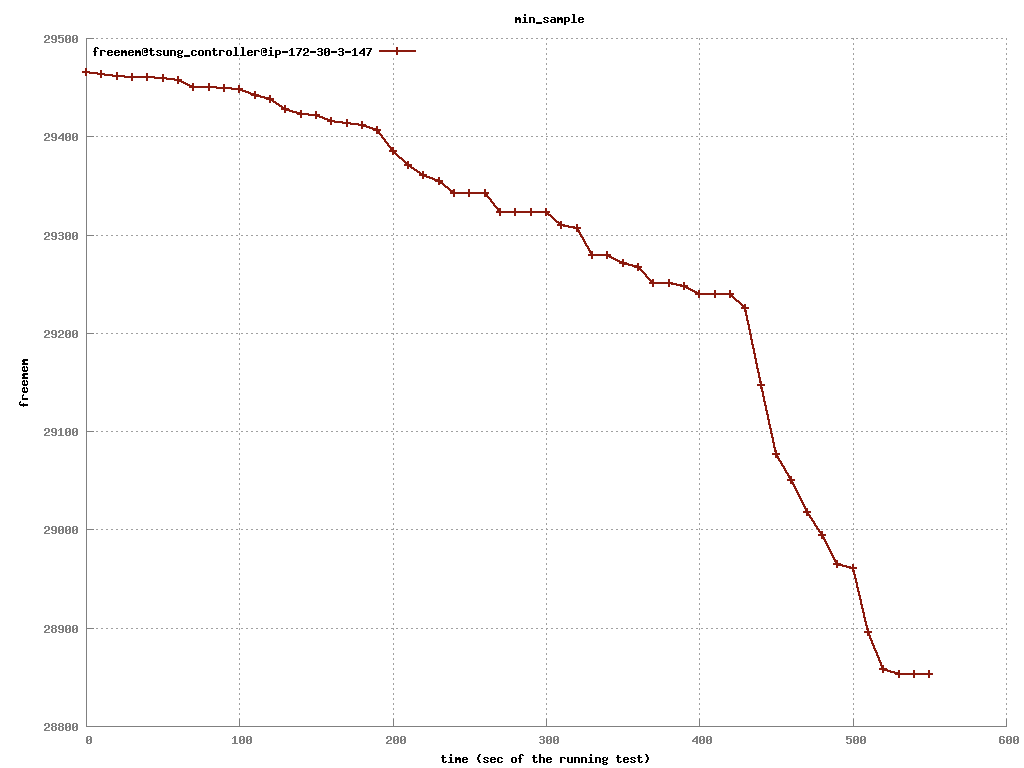 min_sample
29500
freemem@tsung_controller@ip-172-30-3-147
29400
29300
29200
freemem
29100
29000
28900
28800
0 100 200 300 400 500 600
time (sec of the running test)